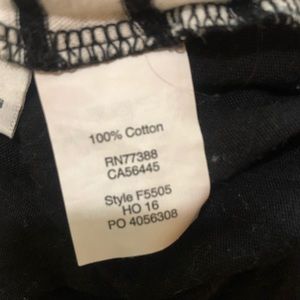 100% Cotton
RN77388
CA56445
Style F5505
HO 16
PO 4056308